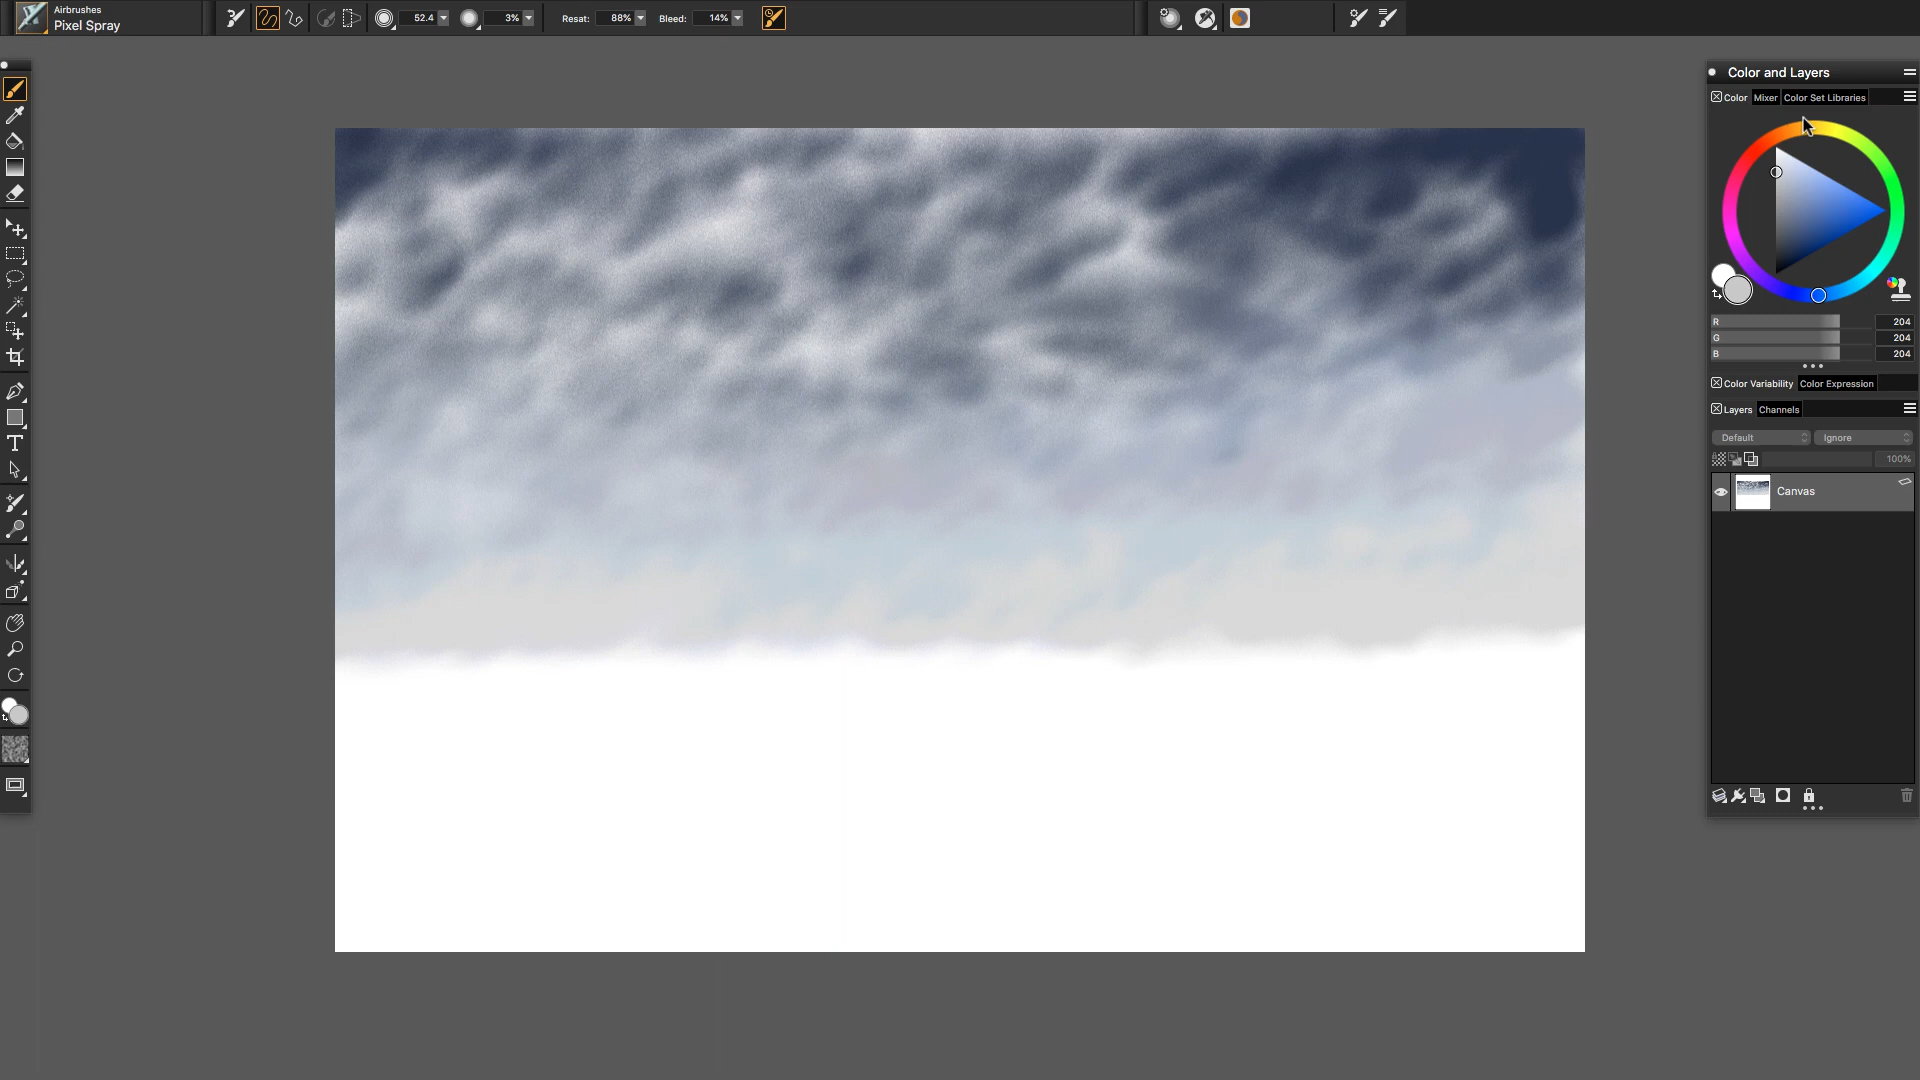 Airbrushes
Pixel Spray
52.4
3%
Resat: 88%
Bleed: 14%
Color and Layers
Color Mixer Color Set Libraries
R 204
G 204
B 204
Color Variability Color Expression
Layers Channels
Default Ignore
100%
Canvas
T